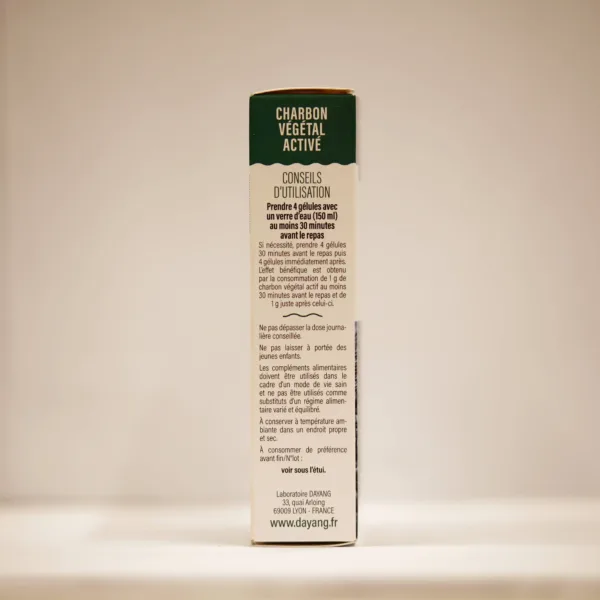 CHARBON
VÉGÉTAL
ACTIVÉ
CONSEILS
D'UTILISATION
Prendre 4 gélules avec
un verre d'eau (150 ml)
au moins 30 minutes
avant le repas
Si nécessité, prendre 4 gélules
30 minutes avant le repas puis
4 gélules immédiatement après.
L'effet bénéfique est obtenu
par la consommation de 1 g de
charbon végétal actif au moins
30 minutes avant le repas et de
1 g juste après celui-ci.
Ne pas dépasser la dose journa-
lière conseillée.
Ne pas laisser à portée des
jeunes enfants.
Les compléments alimentaires
doivent être utilisés dans le
cadre d'un mode de vie sain
et ne pas être utilisés comme
substituts d'un régime alimen-
taire varié et équilibré.
À conserver à température am-
biante dans un endroit propre
et sec.
À consommer de préférence
avant fin/N°lot :
voir sous l'étui.
Laboratoire DAYANG
33, quai Arloing
69009 LYON - FRANCE
www.dayang.fr